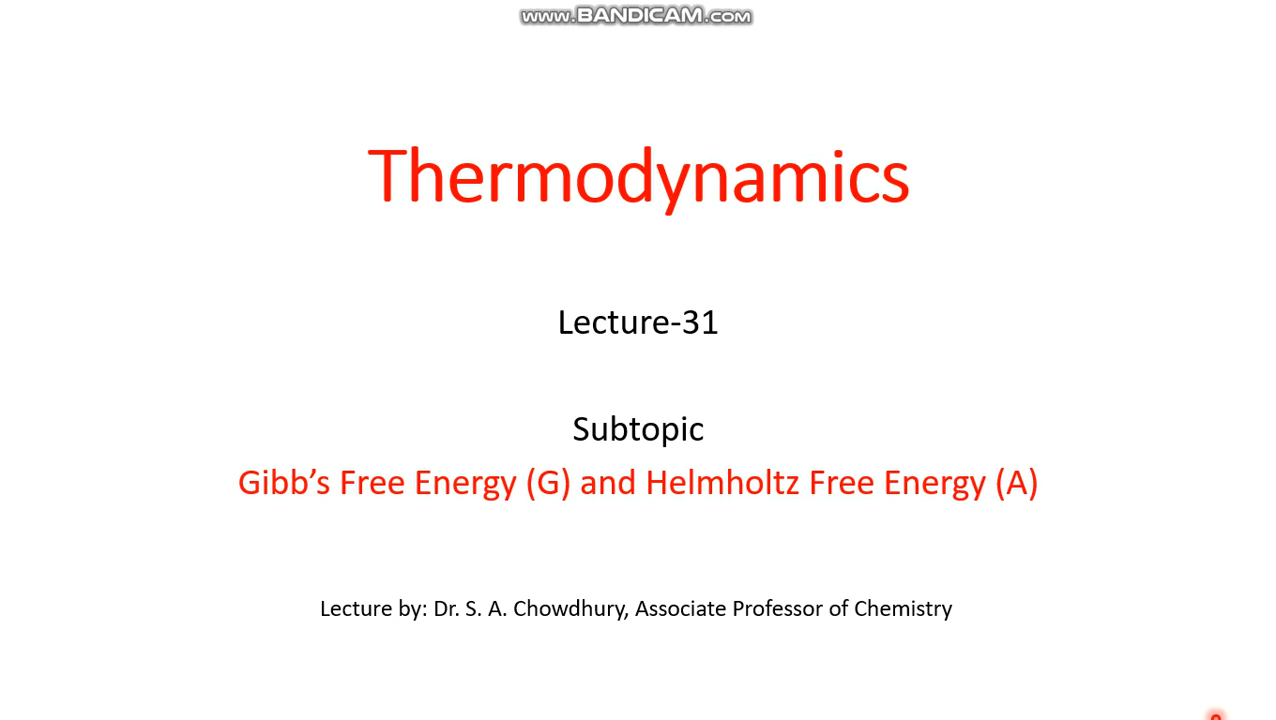 www.BANDICAM.com
Thermodynamics
Lecture-31
Subtopic
Gibb’s Free Energy (G) and Helmholtz Free Energy (A)
Lecture by: Dr. S. A. Chowdhury, Associate Professor of Chemistry